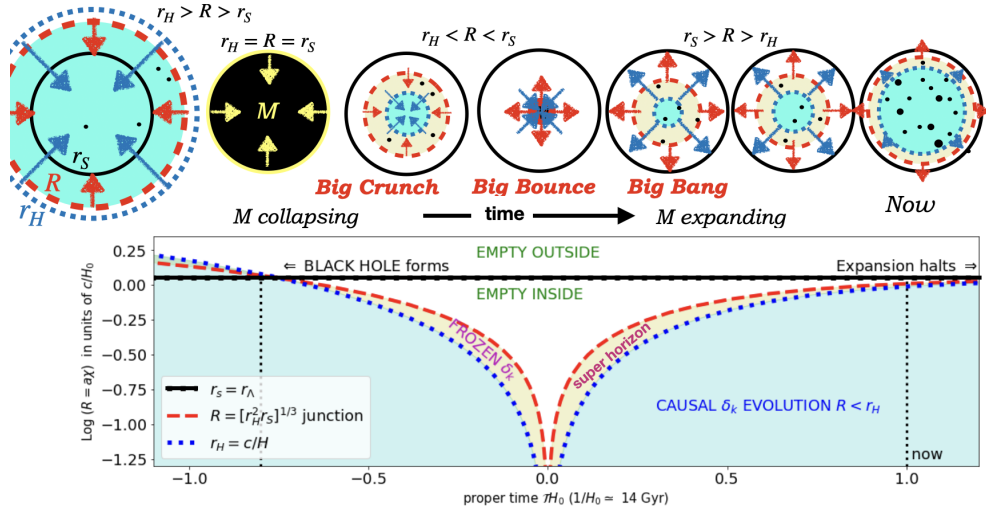 r_H > R > r_S
r_H = R = r_S
r_H < R < r_S
r_S > R > r_H
M
r_S
R
r_H
Big Crunch
Big Bounce
Big Bang
Now
M collapsing
time
M expanding
0.25
0.00
−0.25
−0.50
−0.75
−1.00
−1.25
Log (R = aχ) in units of c/H_0
EMPTY OUTSIDE
⇐ BLACK HOLE forms
Expansion halts ⇒
EMPTY INSIDE
FROZEN δ_k
super horizon
CAUSAL δ_k EVOLUTION R < r_H
r_s = r_Λ
R = [r_H^2 r_S]^{1/3} junction
r_H = c/H
now
−1.0
−0.5
0.0
0.5
1.0
proper time 𝒯H_0 (1/H_0 ≃ 14 Gyr)